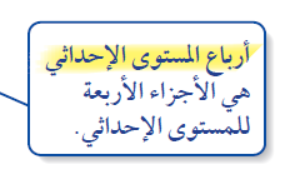 أرباع المستوى الإحداثي
هي الأجزاء الأربعة
للمستوى الإحداثي.